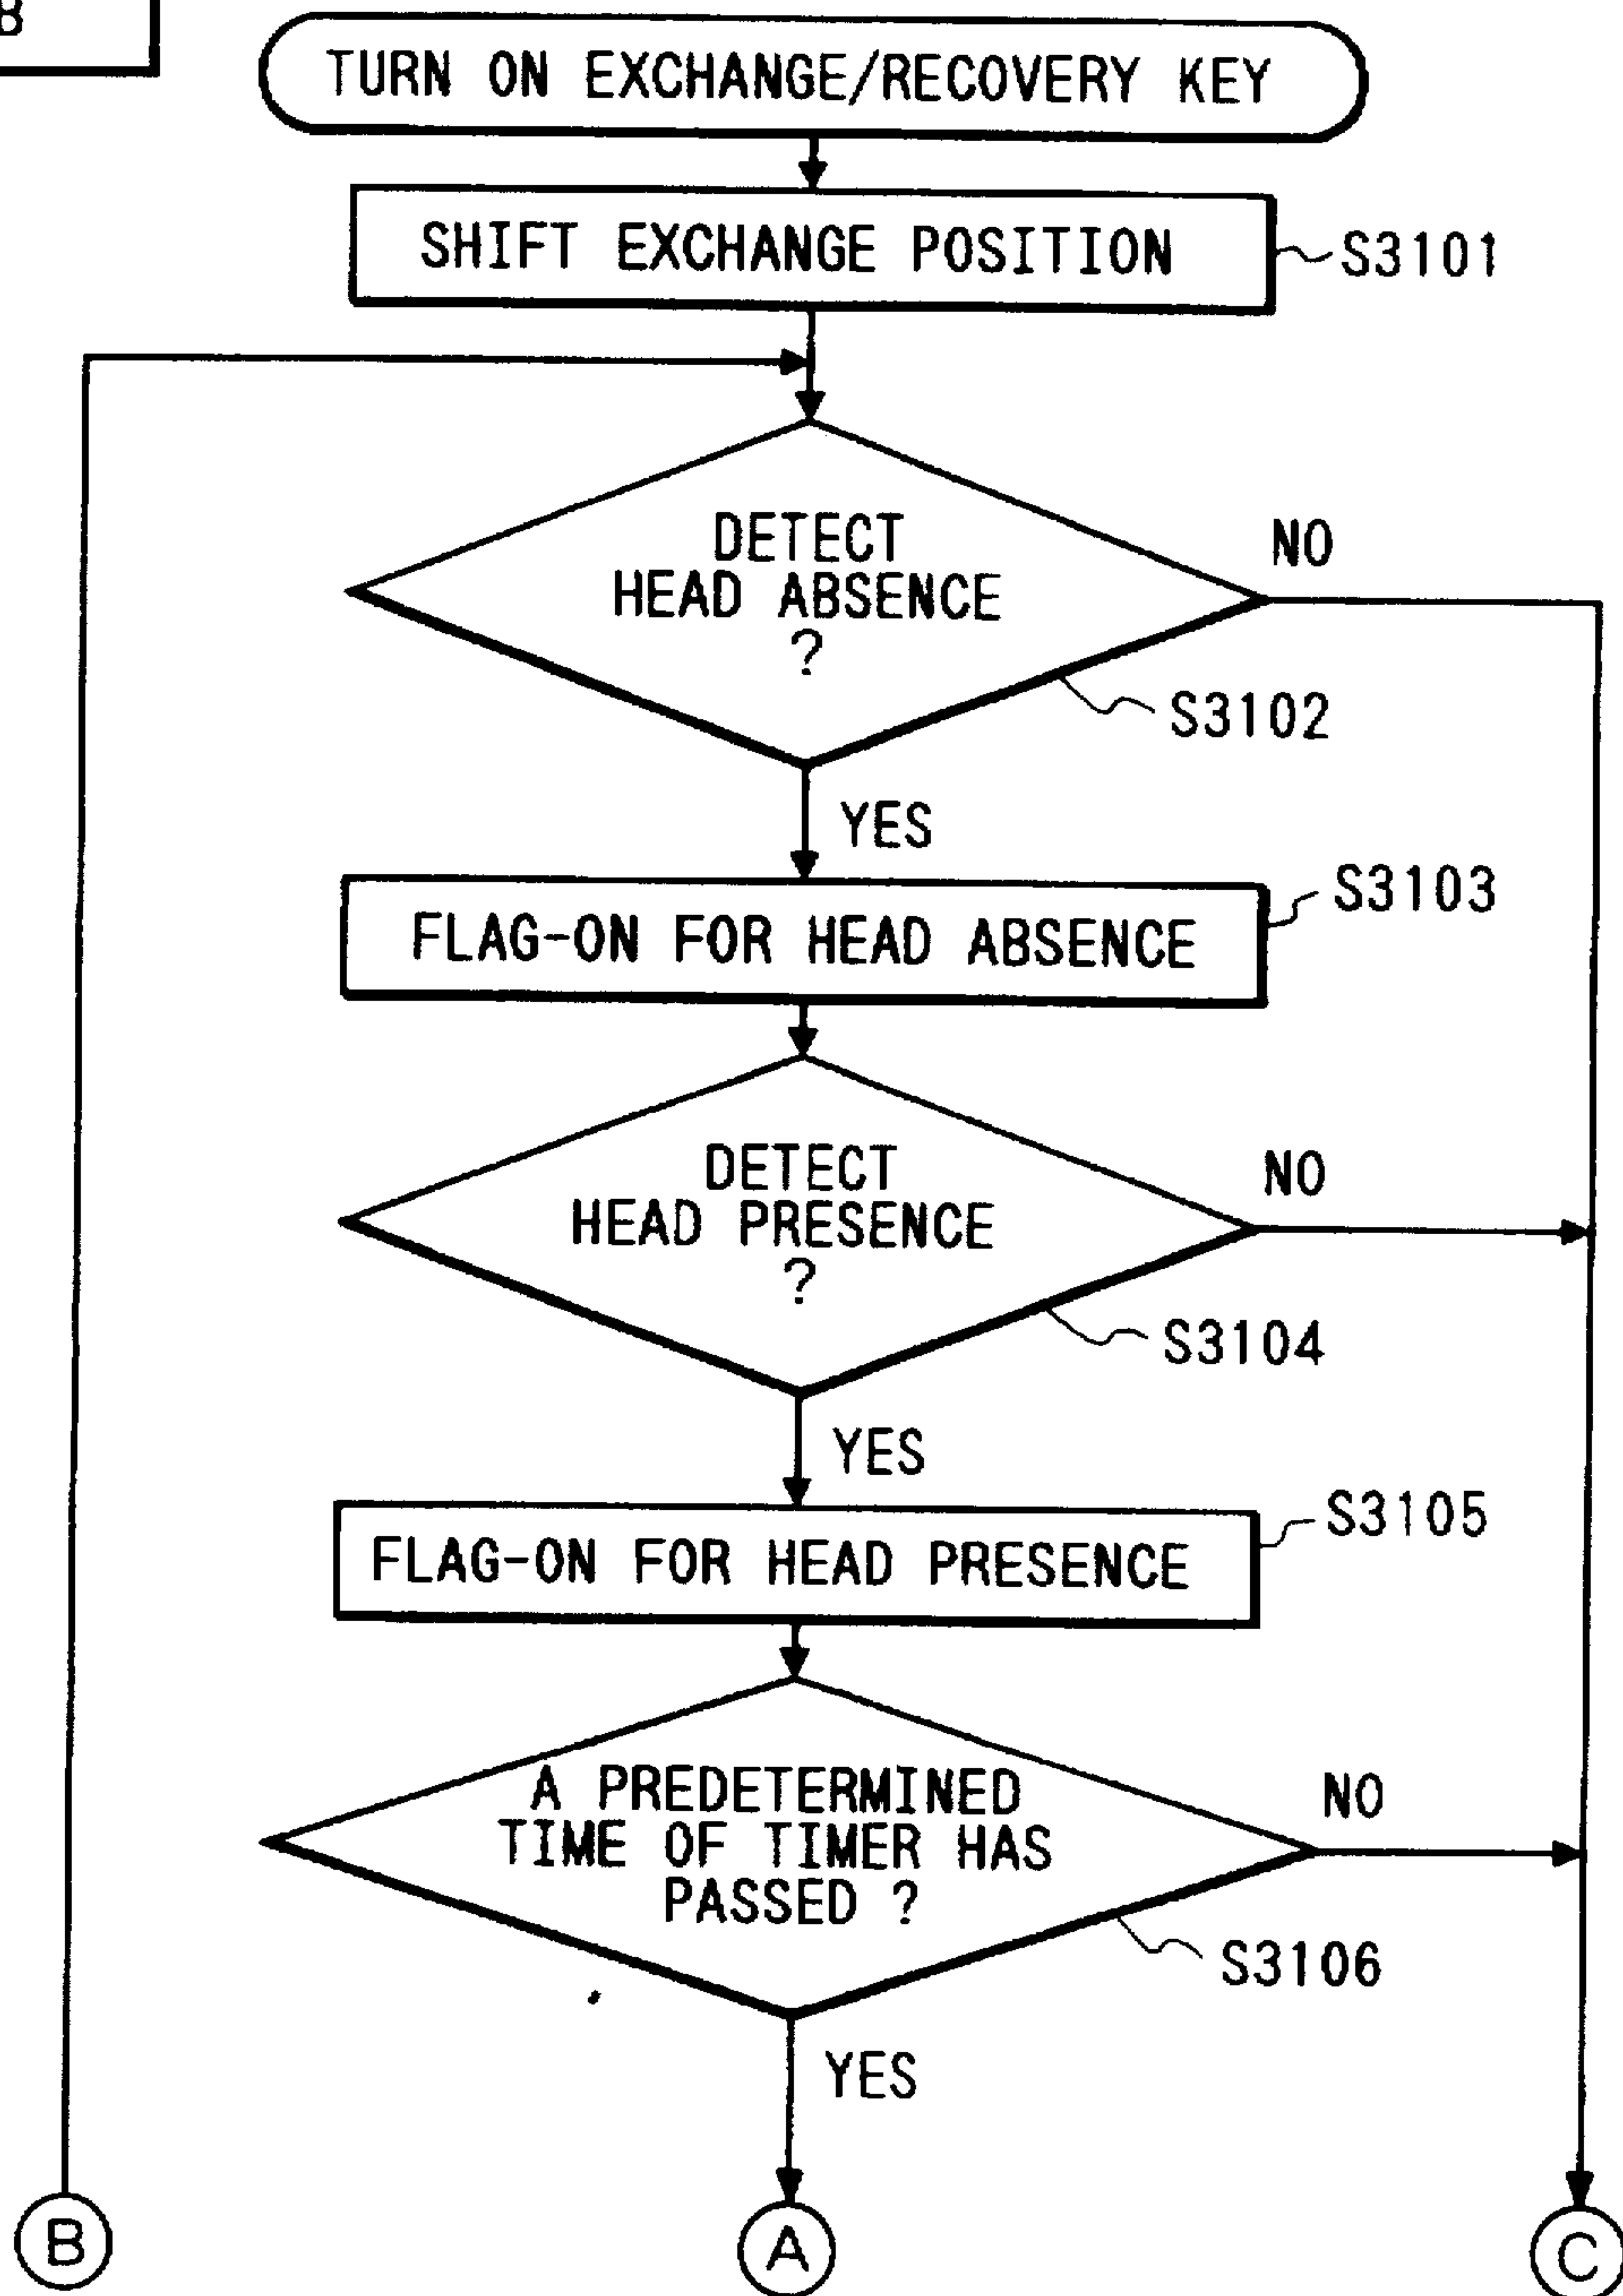 B
TURN ON EXCHANGE/RECOVERY KEY
SHIFT EXCHANGE POSITION
S3101
DETECT
HEAD ABSENCE
?
NO
S3102
YES
S3103
FLAG-ON FOR HEAD ABSENCE
DETECT
HEAD PRESENCE
?
NO
S3104
YES
S3105
FLAG-ON FOR HEAD PRESENCE
A PREDETERMINED
TIME OF TIMER HAS
PASSED ?
NO
S3106
YES
B
A
C